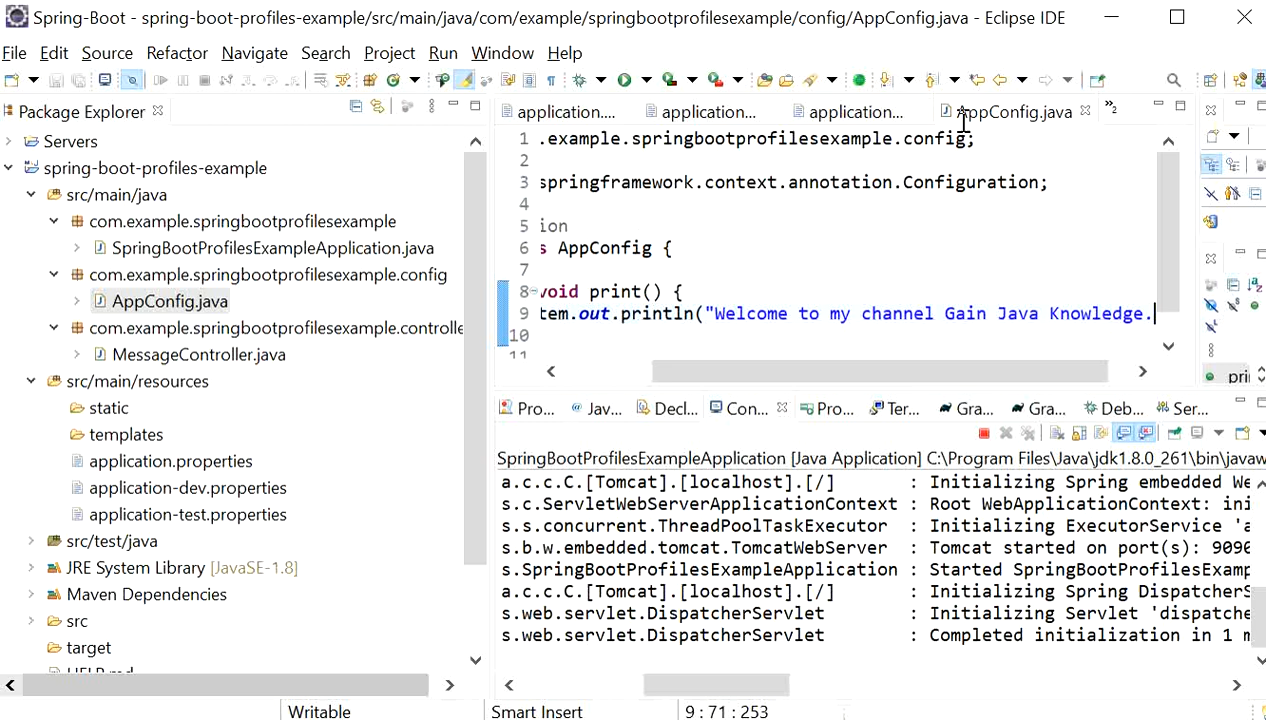 Spring-Boot - spring-boot-profiles-example/src/main/java/com/example/springbootprofilesexample/config/AppConfig.java - Eclipse IDE
File Edit Source Refactor Navigate Search Project Run Window Help
Package Explorer
Servers
spring-boot-profiles-example
src/main/java
com.example.springbootprofilesexample
SpringBootProfilesExampleApplication.java
com.example.springbootprofilesexample.config
AppConfig.java
com.example.springbootprofilesexample.controlle
MessageController.java
src/main/resources
static
templates
application.properties
application-dev.properties
application-test.properties
src/test/java
JRE System Library [JavaSE-1.8]
Maven Dependencies
src
target
application.... application... application... AppConfig.java »2
1 .example.springbootprofilesexample.config;
2
3 springframework.context.annotation.Configuration;
4
5 ion
6 s AppConfig {
7
8 void print() {
9 tem.out.println("Welcome to my channel Gain Java Knowledge.
10
11
pri
Pro... Jav... Decl... Con... Pro... Ter... Gra... Gra... Deb... Ser...
SpringBootProfilesExampleApplication [Java Application] C:\Program Files\Java\jdk1.8.0_261\bin\javaw
a.c.c.C.[Tomcat].[localhost].[/] : Initializing Spring embedded We
s.c.ServletWebServerApplicationContext : Root WebApplicationContext: ini
s.s.concurrent.ThreadPoolTaskExecutor : Initializing ExecutorService 'a
s.b.w.embedded.tomcat.TomcatWebServer : Tomcat started on port(s): 9090
s.SpringBootProfilesExampleApplication : Started SpringBootProfilesExamp
a.c.c.C.[Tomcat].[localhost].[/] : Initializing Spring Dispatcher
s.web.servlet.DispatcherServlet : Initializing Servlet 'dispatche
s.web.servlet.DispatcherServlet : Completed initialization in 1 m
Writable Smart Insert 9 : 71 : 253